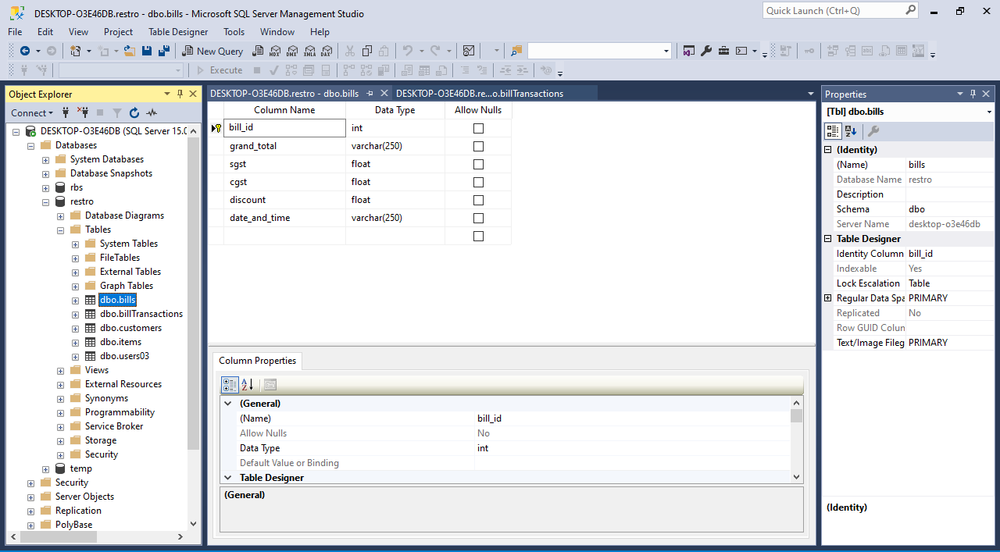 DESKTOP-O3E46DB.restro - dbo.bills - Microsoft SQL Server Management Studio
Quick Launch (Ctrl+Q)
File Edit View Project Table Designer Tools Window Help
New Query MDX DMX XMLA DAX
Execute
Object Explorer
Connect
DESKTOP-O3E46DB (SQL Server 15.0
Databases
System Databases
Database Snapshots
rbs
restro
Database Diagrams
Tables
System Tables
FileTables
External Tables
Graph Tables
dbo.bills
dbo.billTransactions
dbo.customers
dbo.items
dbo.users03
Views
External Resources
Synonyms
Programmability
Service Broker
Storage
Security
temp
Security
Server Objects
Replication
PolyBase
DESKTOP-O3E46DB.restro - dbo.bills DESKTOP-O3E46DB.re...o.billTransactions
Column Name Data Type Allow Nulls
bill_id int
grand_total varchar(250)
sgst float
cgst float
discount float
date_and_time varchar(250)
Column Properties
(General)
(Name) bill_id
Allow Nulls No
Data Type int
Default Value or Binding
Table Designer
(General)
Properties
[Tbl] dbo.bills
(Identity)
(Name) bills
Database Name restro
Description
Schema dbo
Server Name desktop-o3e46db
Table Designer
Identity Column bill_id
Indexable Yes
Lock Escalation Table
Regular Data Spa PRIMARY
Replicated No
Row GUID Colun
Text/Image Fileg PRIMARY
(Identity)